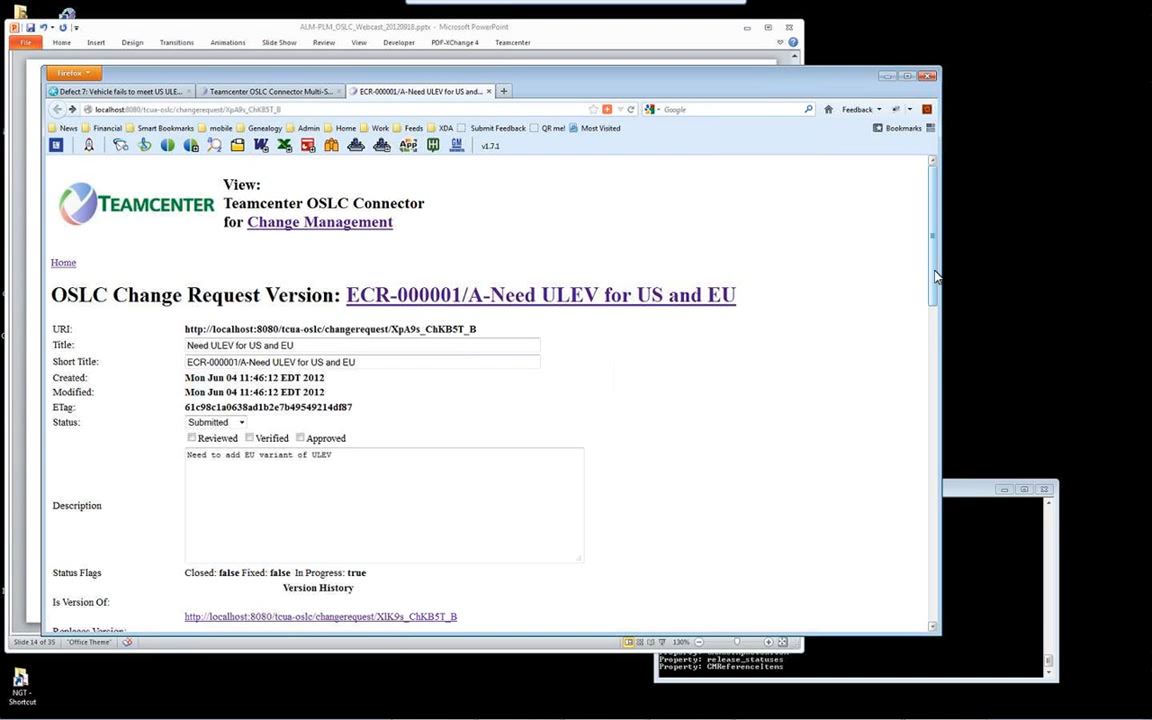 ALM-PLM_OSLC_Webcast_20120918.pptx - Microsoft PowerPoint
File Home Insert Design Transitions Animations Slide Show Review View Developer PDF-XChange 4 Teamcenter
Firefox
Defect 7: Vehicle fails to meet US ULE... Teamcenter OSLC Connector Multi-S... ECR-000001/A-Need ULEV for US and...
localhost:8080/tcua-oslc/changerequest/XpA9s_ChKB5T_B Google Feedback
News Financial Smart Bookmarks mobile Genealogy Admin Home Work Feeds XDA Submit Feedback QR me! Most Visited Bookmarks
APP GM v1.7.1
View:
TEAMCENTER Teamcenter OSLC Connector
for Change Management
Home
OSLC Change Request Version: ECR-000001/A-Need ULEV for US and EU
URI: http://localhost:8080/tcua-oslc/changerequest/XpA9s_ChKB5T_B
Title: Need ULEV for US and EU
Short Title: ECR-000001/A-Need ULEV for US and EU
Created: Mon Jun 04 11:46:12 EDT 2012
Modified: Mon Jun 04 11:46:12 EDT 2012
ETag: 61c98c1a0638ad1b2e7b49549214df87
Status: Submitted
Reviewed Verified Approved
Need to add EU variant of ULEV
Description
Status Flags Closed: false Fixed: false In Progress: true
Version History
Is Version Of:
http://localhost:8080/tcua-oslc/changerequest/XlK9s_ChKB5T_B
Replaces Version:
Slide 14 of 35 "Office Theme" 130%
Property: release_statuses
Property: CMReferenceItems
NGT -
Shortcut